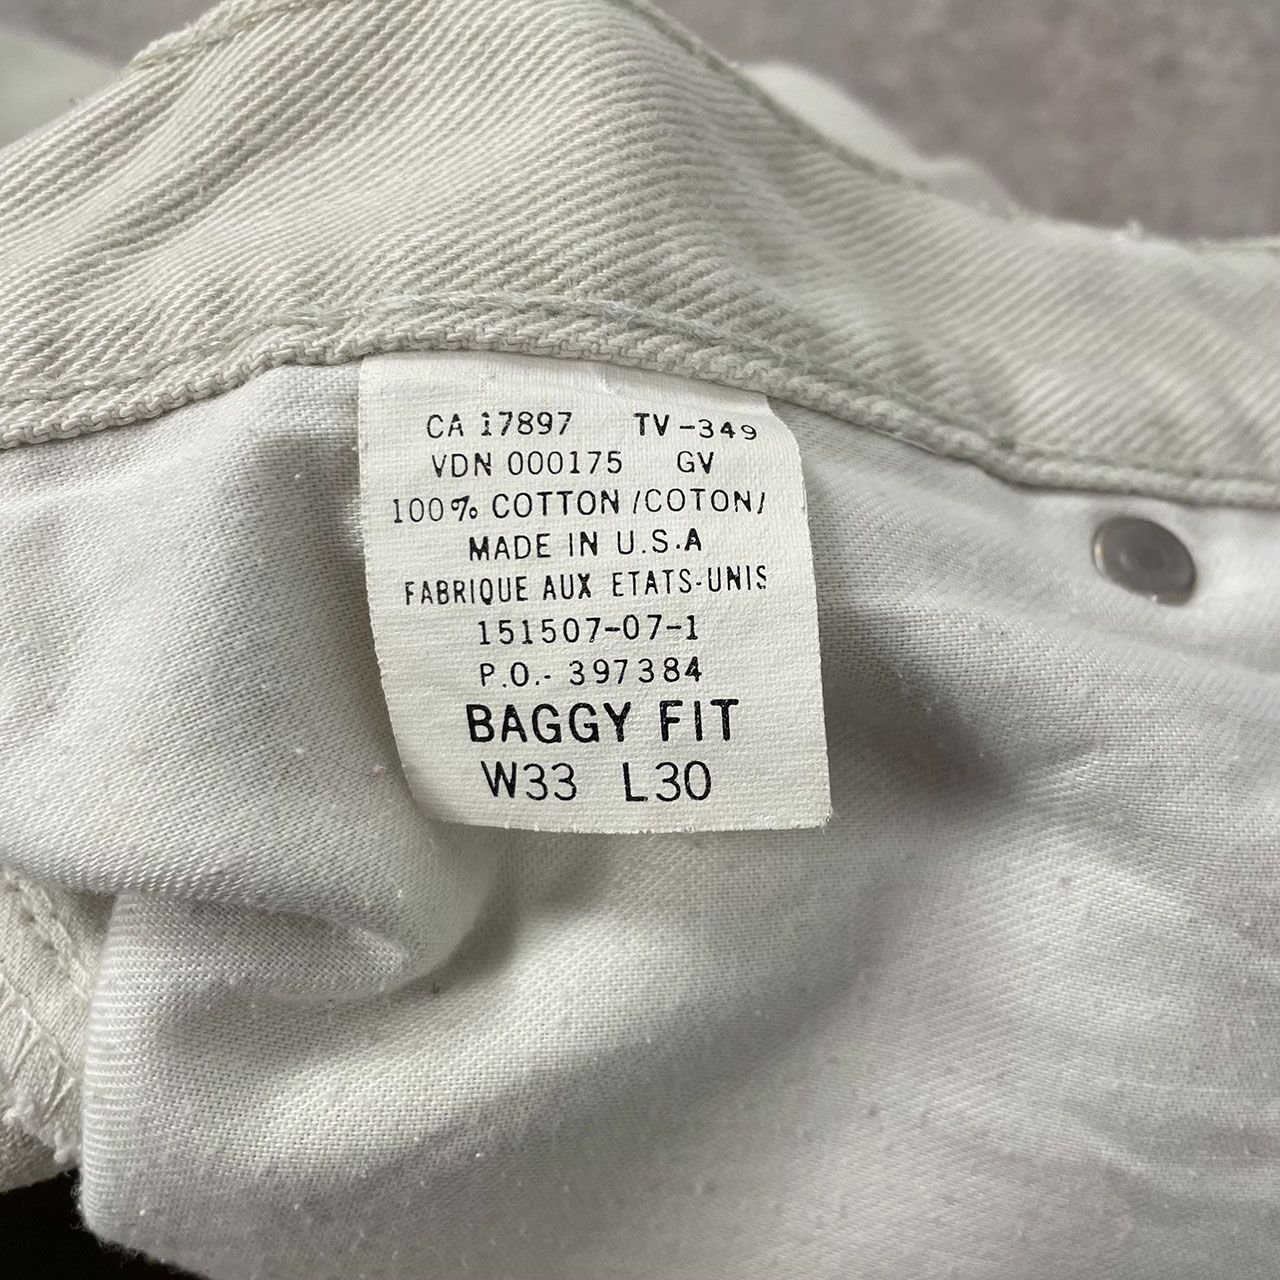 CA 17897 TV-349
VDN 000175 GV
100% COTTON /COTON/
MADE IN U.S.A
FABRIQUE AUX ETATS-UNIS
151507-07-1
P.O.- 397384
BAGGY FIT
W33 L30